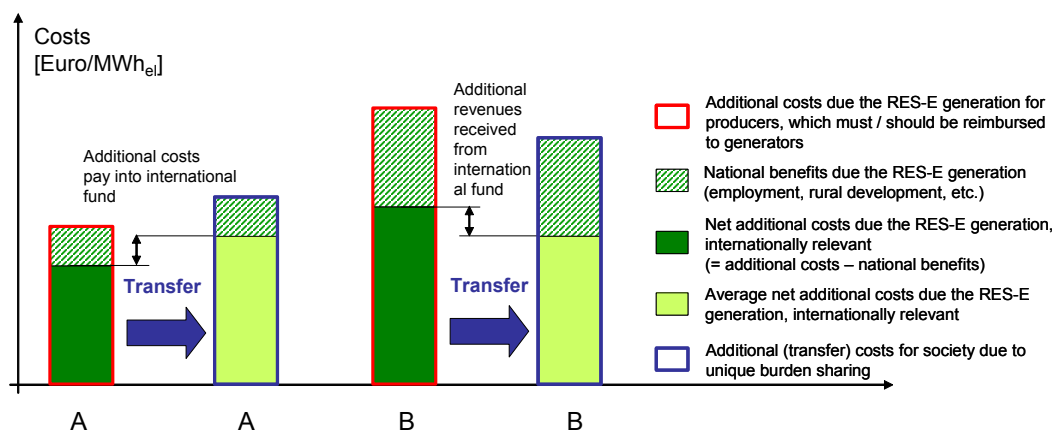 Costs
[Euro/MWhel]
Additional costs
pay into international
fund
Additional
revenues
received
from
internation
al fund
Transfer
Transfer
A
A
B
B
Additional costs due the RES-E generation for
producers, which must / should be reimbursed
to generators
National benefits due the RES-E generation
(employment, rural development, etc.)
Net additional costs due the RES-E generation,
internationally relevant
(= additional costs – national benefits)
Average net additional costs due the RES-E
generation, internationally relevant
Additional (transfer) costs for society due to
unique burden sharing